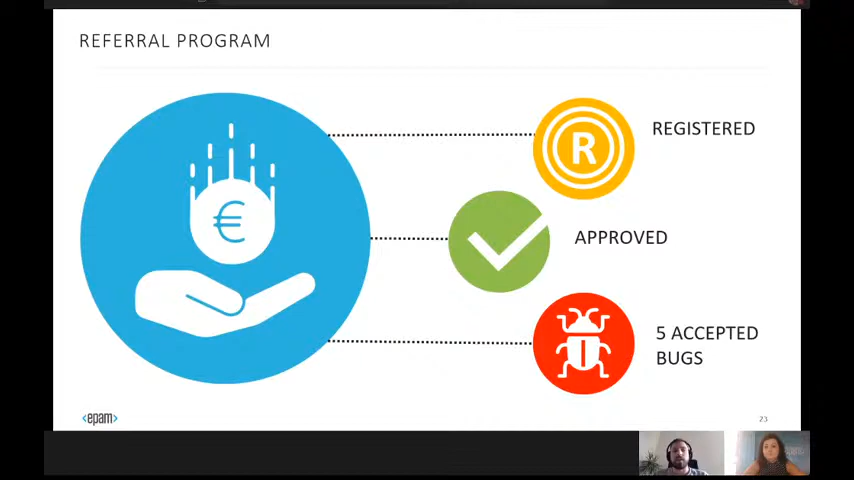 REFERRAL PROGRAM
€
R
REGISTERED
APPROVED
5 ACCEPTED
BUGS
<epam>
23